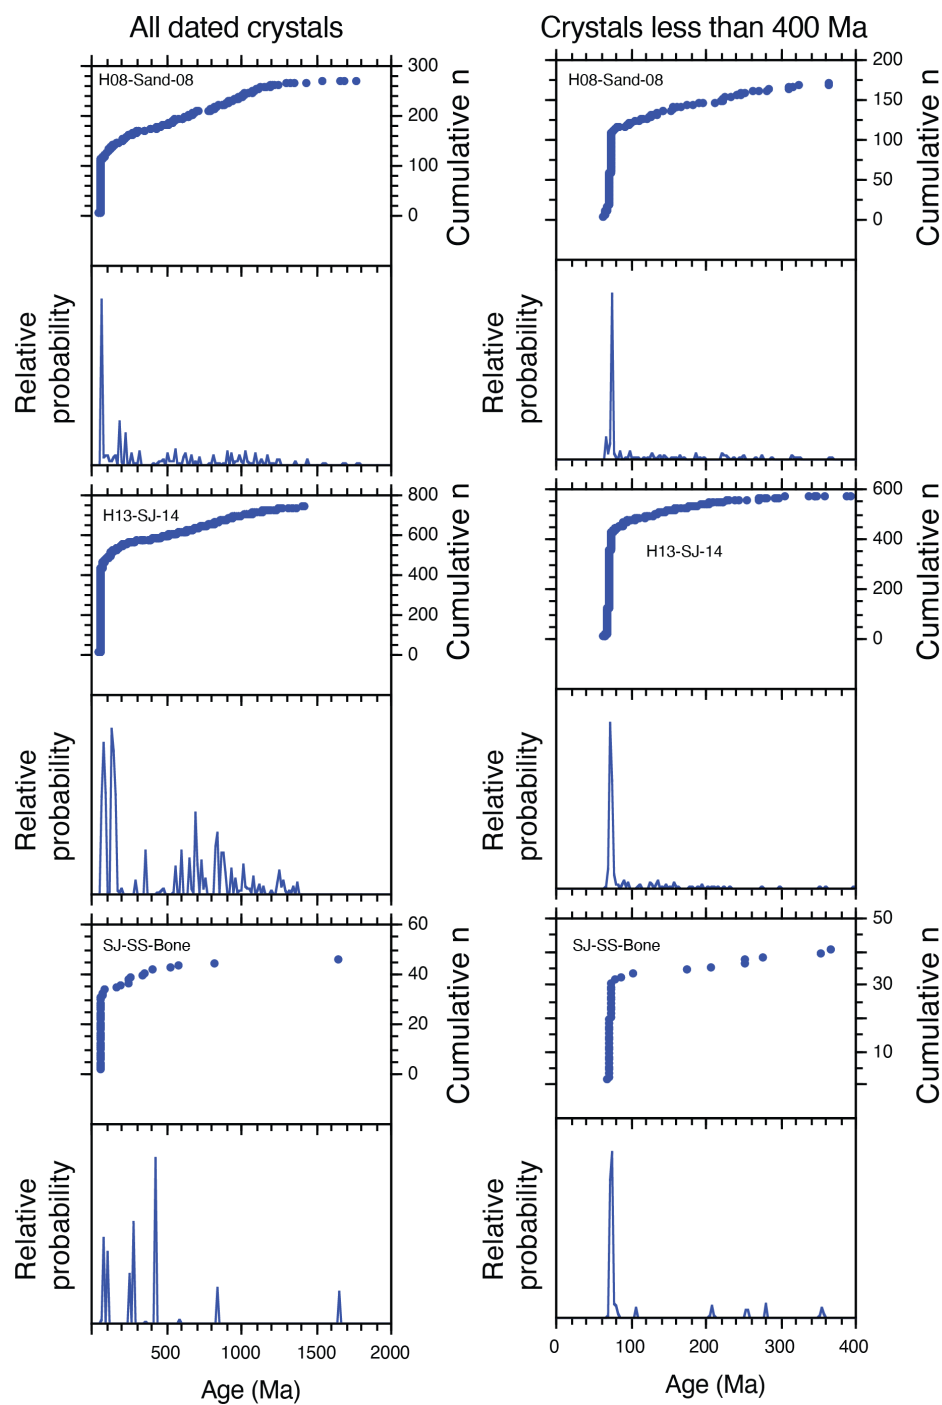 All dated crystals
Crystals less than 400 Ma
H08-Sand-08
300
200
100
0
Cumulative n
Relative
probability
H08-Sand-08
200
150
100
50
0
Cumulative n
Relative
probability
H13-SJ-14
800
600
400
200
0
Cumulative n
Relative
probability
H13-SJ-14
600
400
200
0
Cumulative n
Relative
probability
SJ-SS-Bone
60
40
20
0
Cumulative n
Relative
probability
500
1000
1500
2000
Age (Ma)
SJ-SS-Bone
50
30
10
Cumulative n
Relative
probability
0
100
200
300
400
Age (Ma)